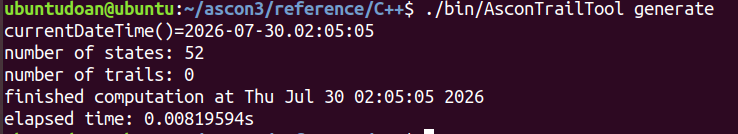 ubuntudoan@ubuntu:~/ascon3/reference/C++$ ./bin/AsconTrailTool generate
currentDateTime()=2026-07-30.02:05:05
number of states: 52
number of trails: 0
finished computation at Thu Jul 30 02:05:05 2026
elapsed time: 0.00819594s